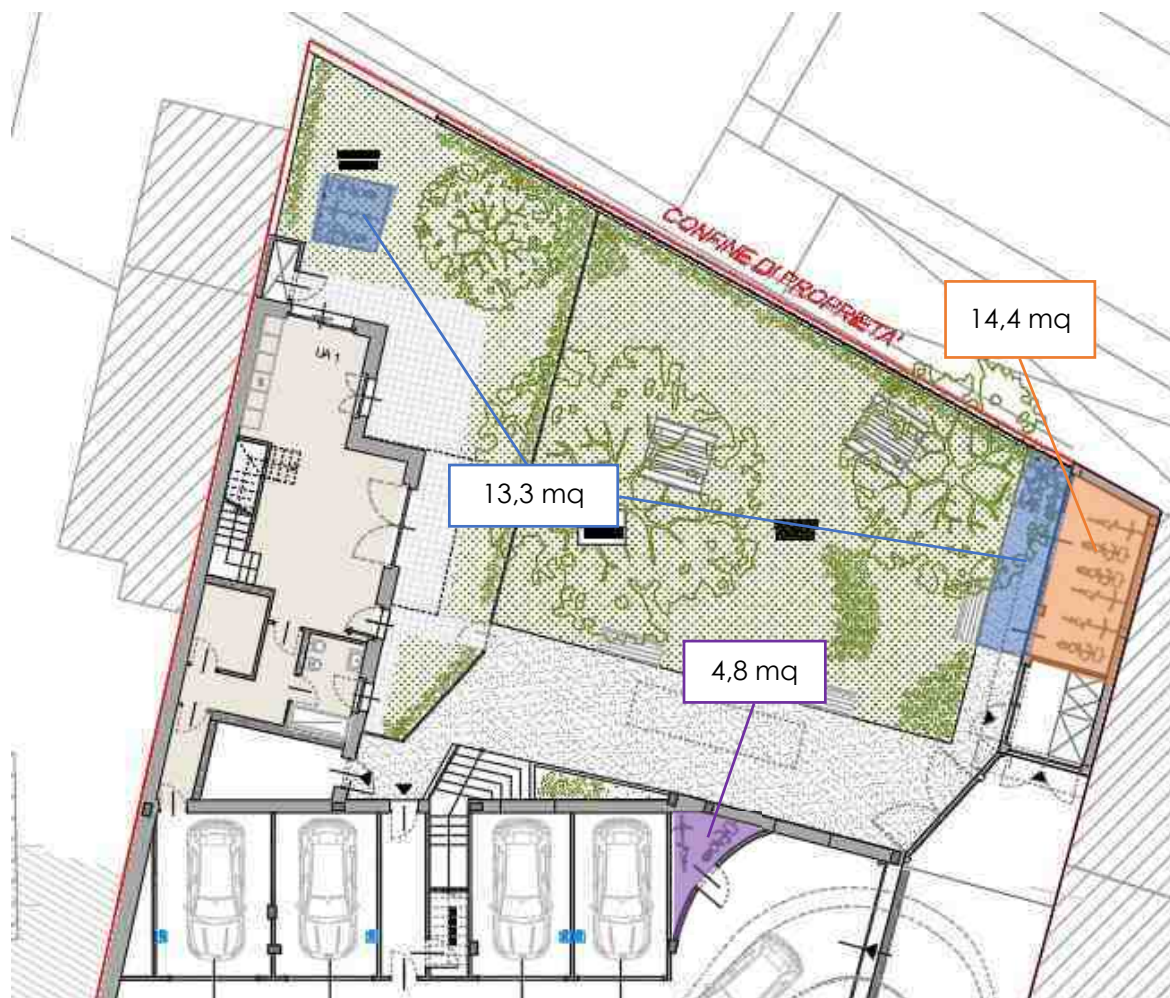 CONFINE DI PROPRIETA'
14,4 mq
UA 1
13,3 mq
4,8 mq